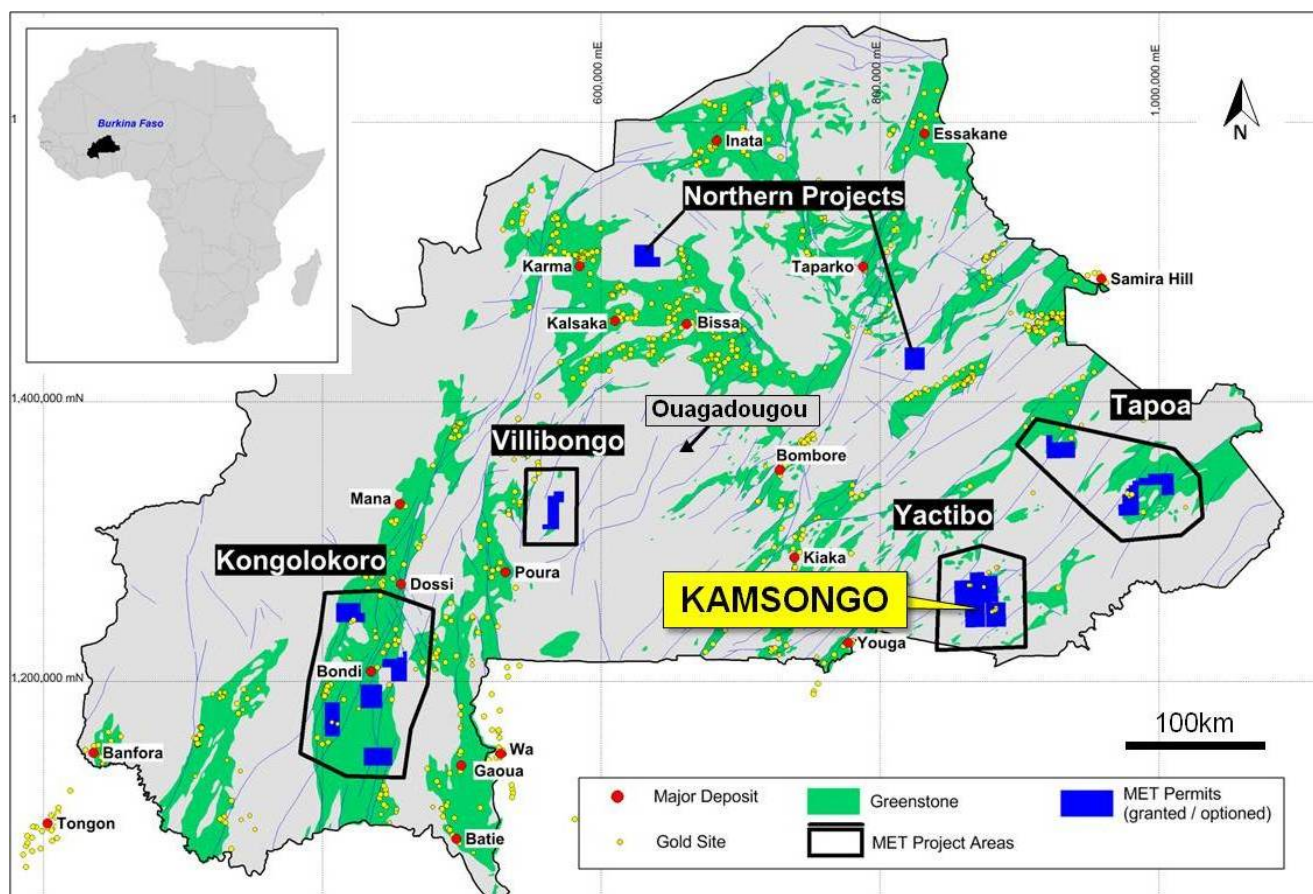 Burkina Faso
600,000 mE
800,000 mE
1,000,000 mE
1
N
Inata
Essakane
Northern Projects
Karma
Taparko
Samira Hill
Kalsaka
Bissa
1,400,000 mN
Ouagadougou
Tapoa
Villibongo
Bombore
Mana
Yactibo
Kongolokoro
Kiaka
Poura
Dossi
KAMSONGO
Youga
Bondi
1,200,000 mN
100km
Banfora
Wa
Gaoua
Tongon
Batie
Major Deposit
Greenstone
MET Permits
(granted / optioned)
Gold Site
MET Project Areas